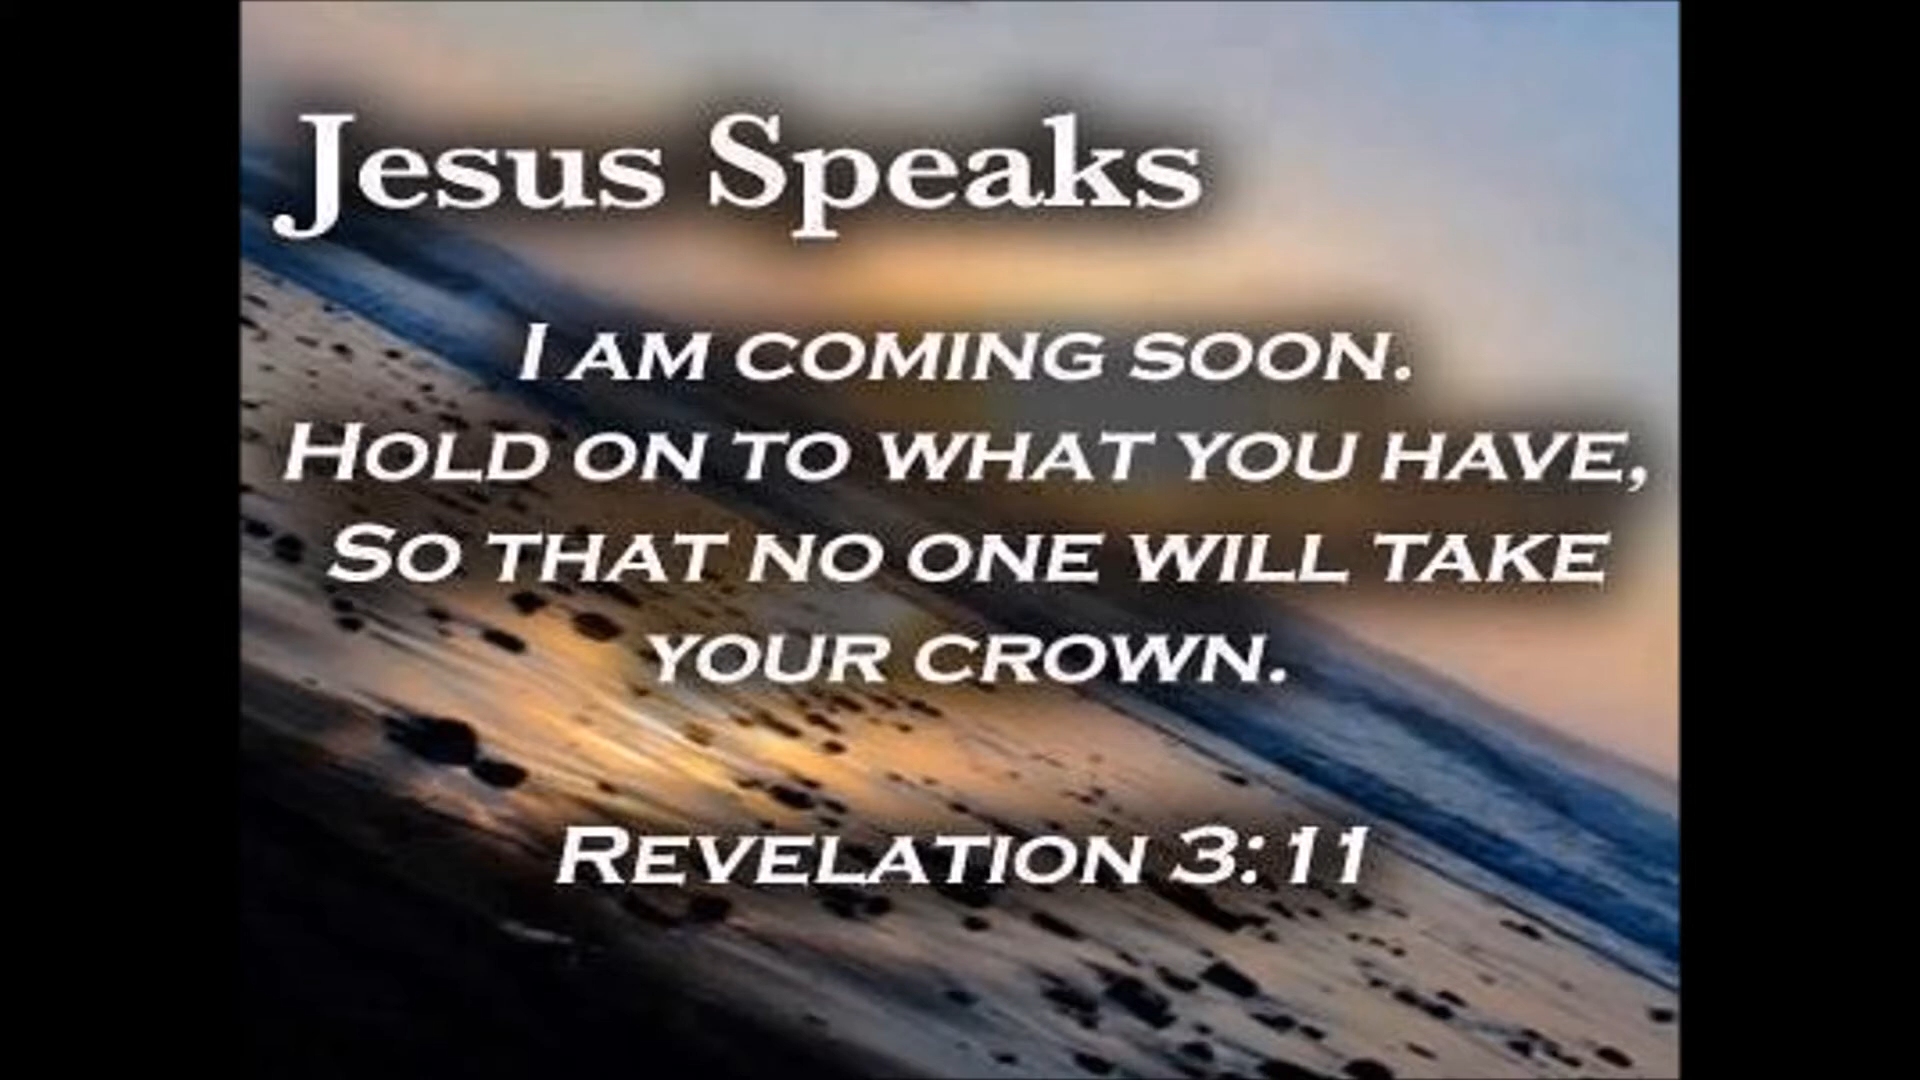 Jesus Speaks
I AM COMING SOON.
HOLD ON TO WHAT YOU HAVE,
SO THAT NO ONE WILL TAKE
YOUR CROWN.
REVELATION 3:11